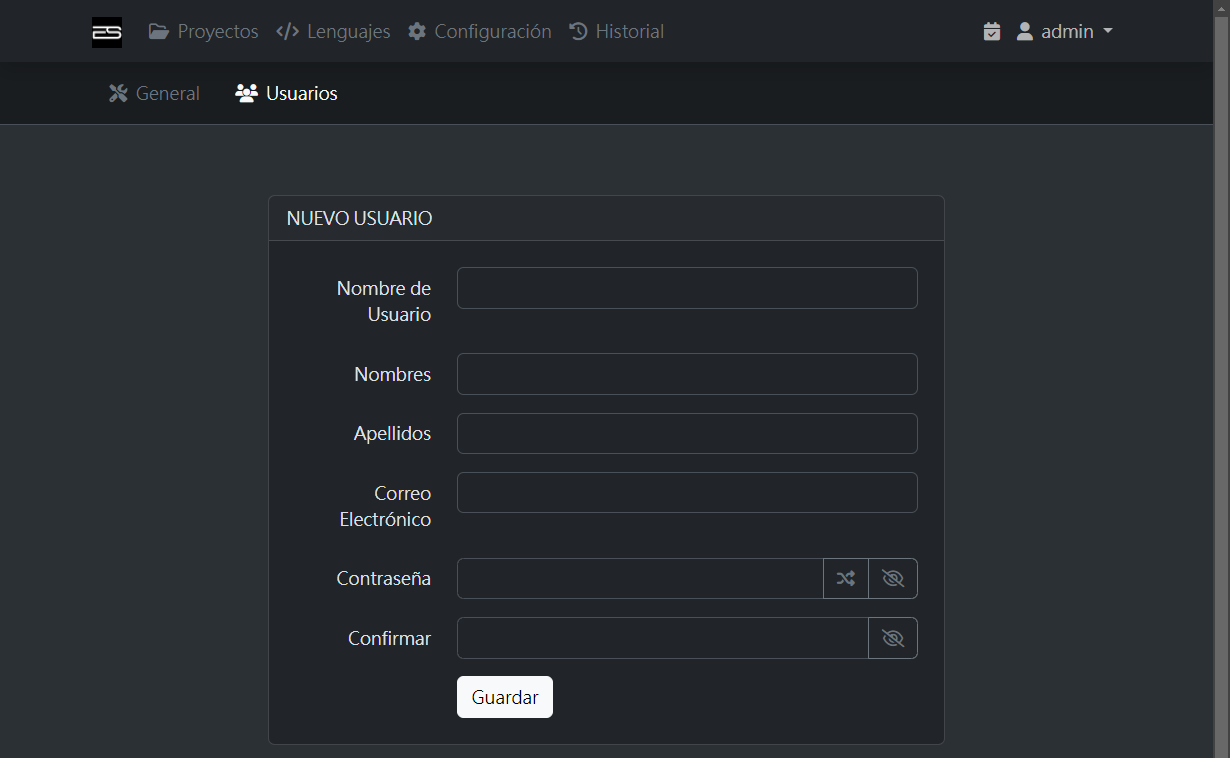 ES Proyectos Lenguajes Configuración Historial admin
General Usuarios
NUEVO USUARIO
Nombre de
Usuario
Nombres
Apellidos
Correo
Electrónico
Contraseña
Confirmar
Guardar